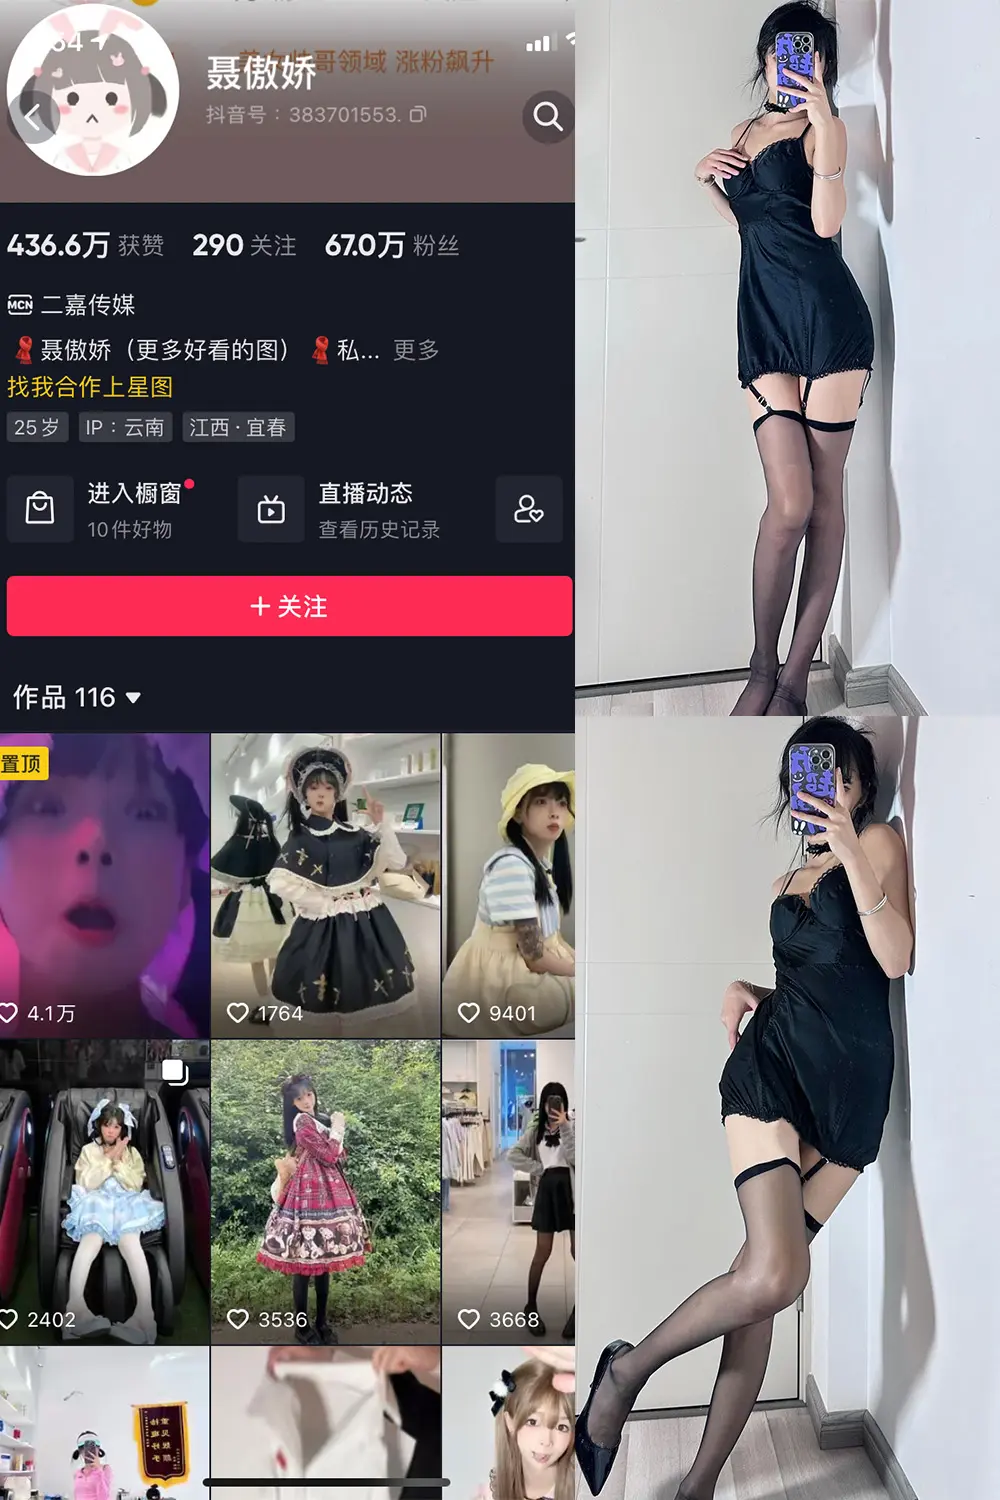 美女帅哥领域 涨粉飙升
聂傲娇
抖音号：383701553.
436.6万 获赞 290 关注 67.0万 粉丝
MCN 二嘉传媒
聂傲娇（更多好看的图） 私... 更多
找我合作上星图
25岁 IP：云南 江西·宜春
进入橱窗 直播动态
10件好物 查看历史记录
+ 关注
作品 116
置顶
4.1万 1764 9401
2402 3536 3668